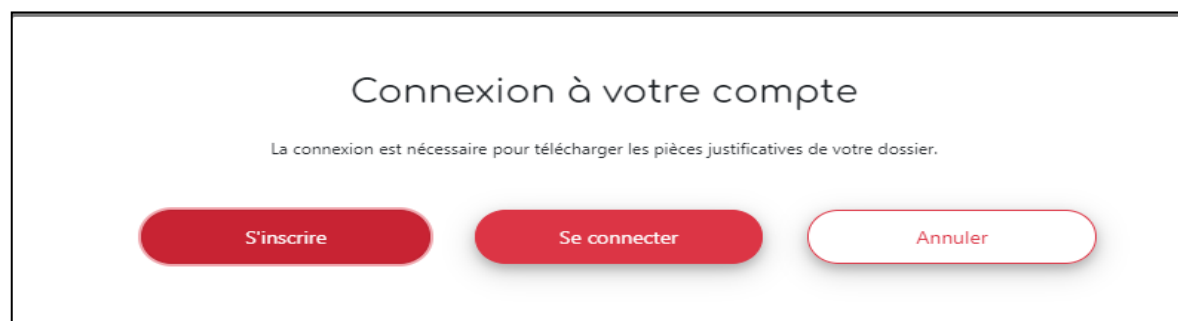 Connexion à votre compte
La connexion est nécessaire pour télécharger les pièces justificatives de votre dossier.
S'inscrire
Se connecter
Annuler